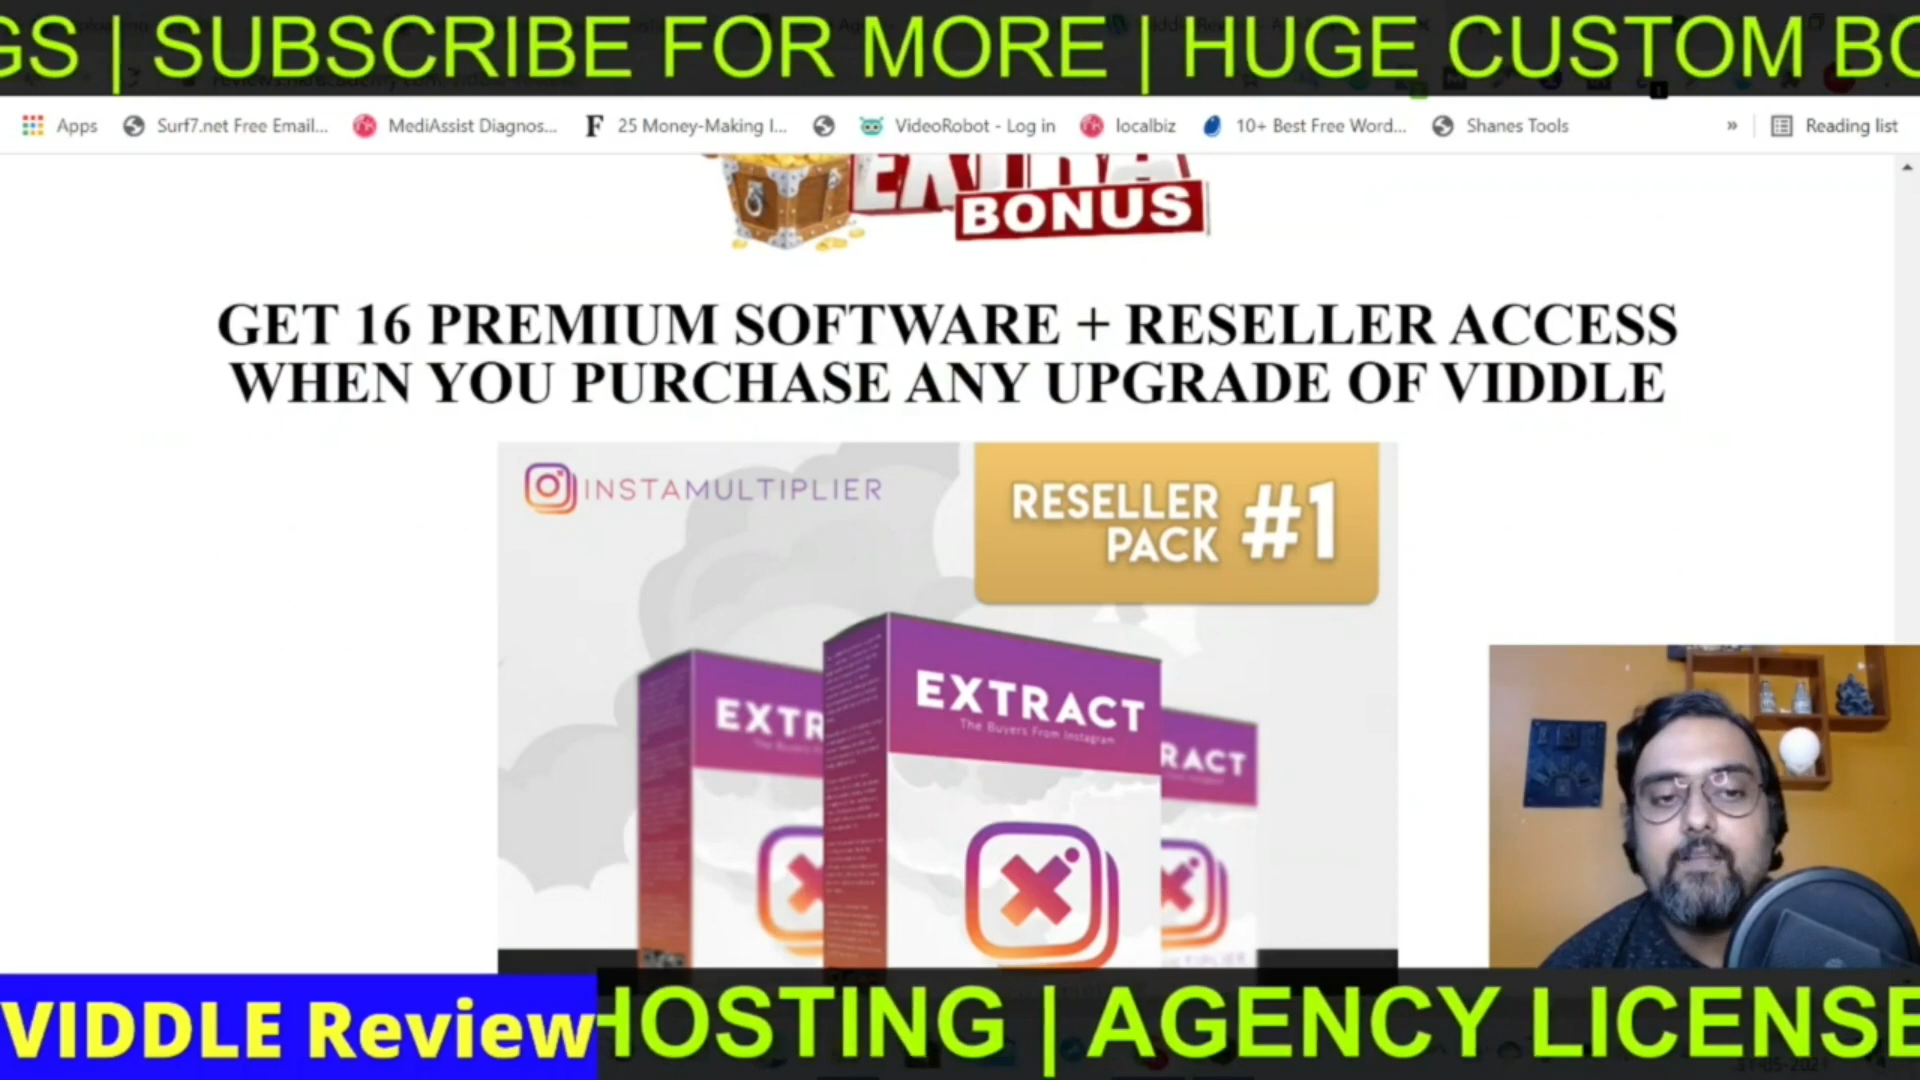 GS | SUBSCRIBE FOR MORE | HUGE CUSTOM BO
Apps Surf7.net Free Email... MediAssist Diagnos... 25 Money-Making I... VideoRobot - Log in localbiz 10+ Best Free Word... Shanes Tools » Reading list
EXTRA
BONUS
GET 16 PREMIUM SOFTWARE + RESELLER ACCESS
WHEN YOU PURCHASE ANY UPGRADE OF VIDDLE
INSTAMULTIPLIER
RESELLER
PACK #1
EXTR
EXTRACT
The Buyers From Instagram
RACT
VIDDLE Review
HOSTING | AGENCY LICENSE